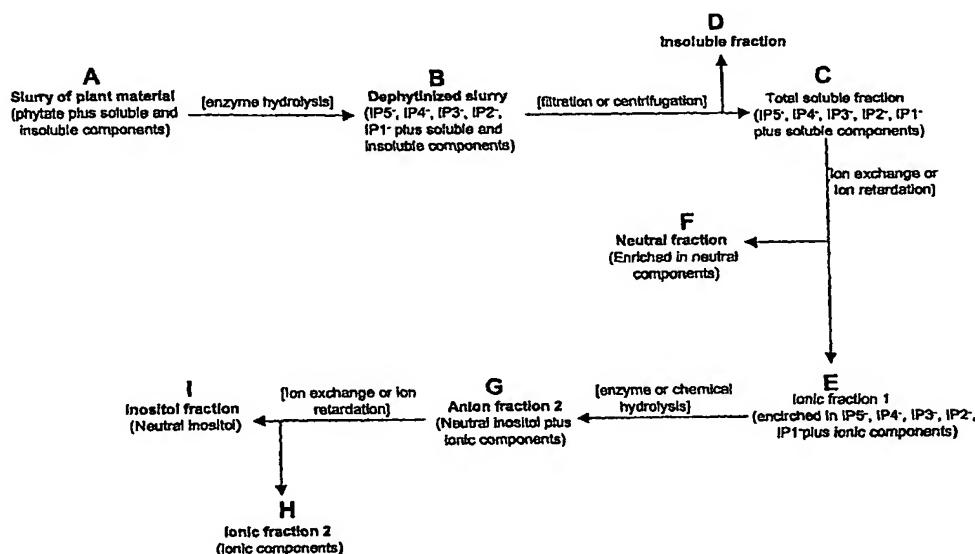 D
Insoluble fraction
A
Slurry of plant material
(phytate plus soluble and
insoluble components)
[enzyme hydrolysis]
B
Dephytinized slurry
(IP5-, IP4-, IP3-, IP2-,
IP1- plus soluble and
insoluble components)
[filtration or centrifugation]
C
Total soluble fraction
(IP5-, IP4-, IP3-, IP2-, IP1-
plus soluble components)
[Ion exchange or
Ion retardation]
F
Neutral fraction
(Enriched in neutral
components)
I
Inositol fraction
(Neutral Inositol)
[Ion exchange or ion
retardation]
G
Anion fraction 2
(Neutral inositol plus
ionic components)
[enzyme or chemical
hydrolysis]
E
Ionic fraction 1
(encirched in IP5-, IP4-, IP3-, IP2-,
IP1-plus ionic components)
H
Ionic fraction 2
(Ionic components)